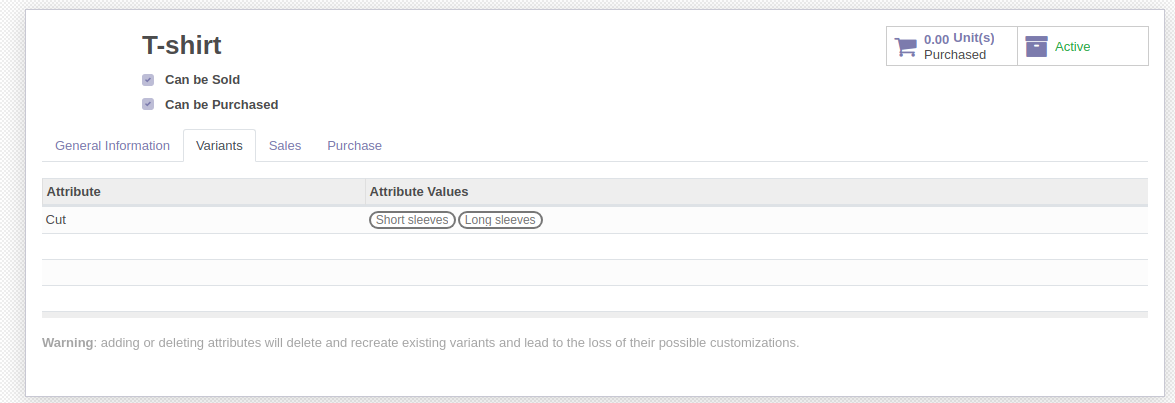 T-shirt
0.00 Unit(s)
Purchased
Active
Can be Sold
Can be Purchased
General Information Variants Sales Purchase
Attribute Attribute Values
Cut Short sleeves Long sleeves
Warning: adding or deleting attributes will delete and recreate existing variants and lead to the loss of their possible customizations.